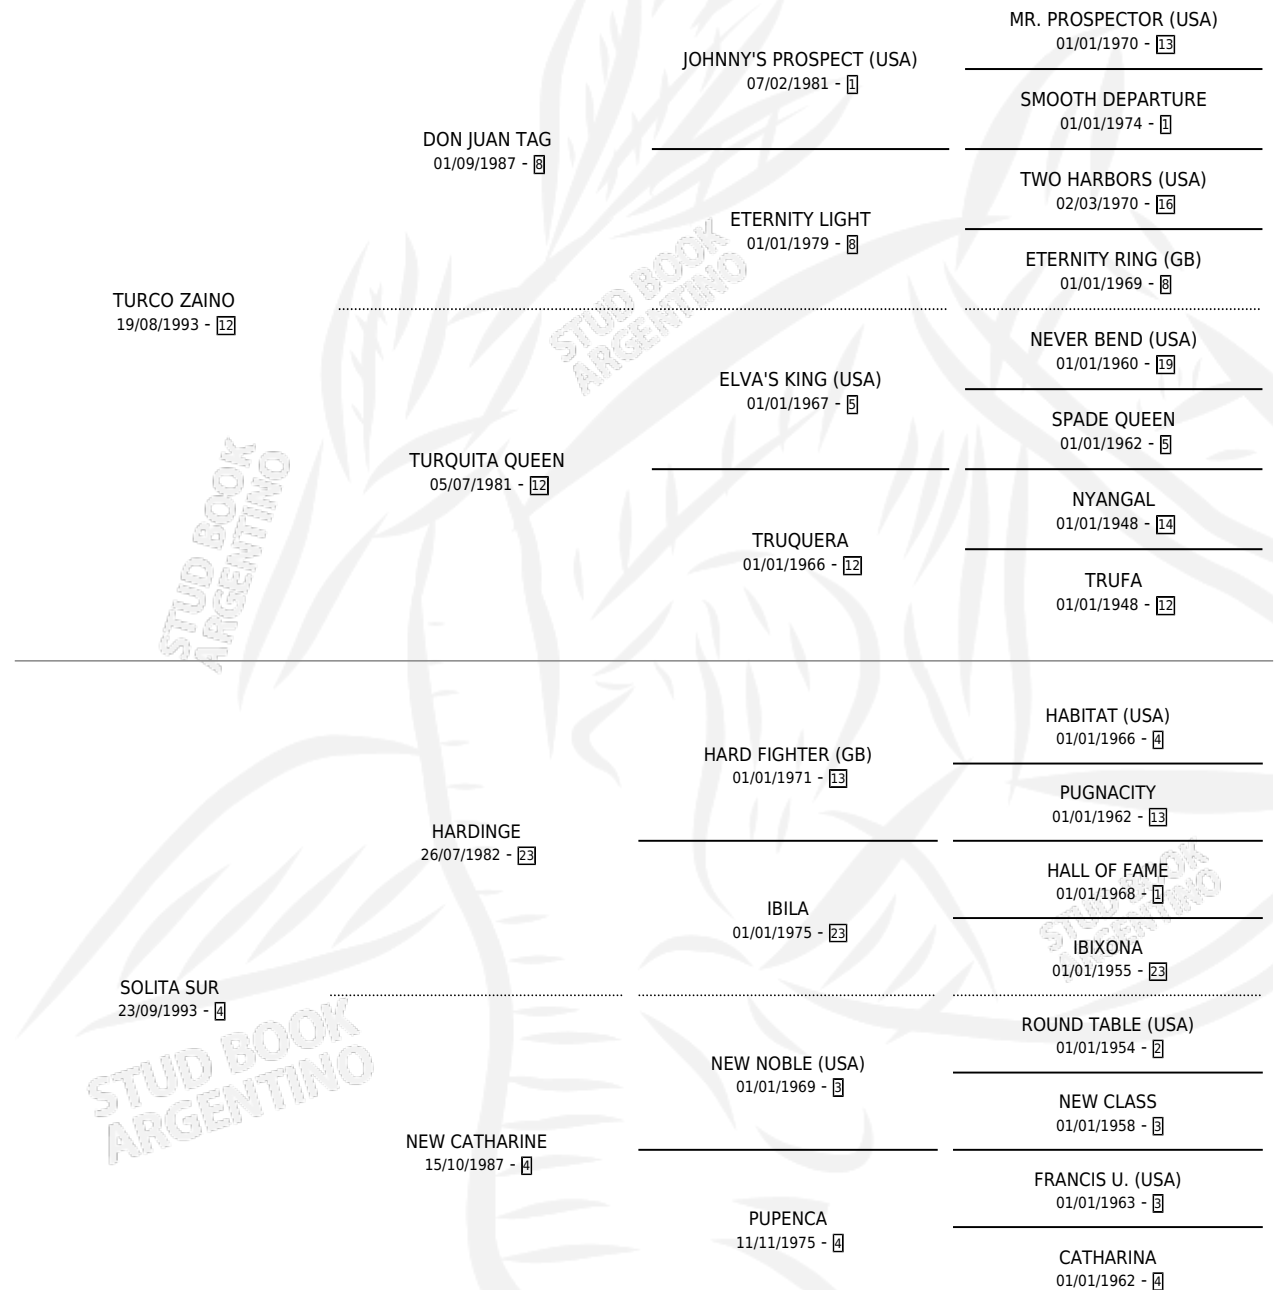 MR. PROSPECTOR (USA)
01/01/1970 - 13
JOHNNY'S PROSPECT (USA)
07/02/1981 - 1
SMOOTH DEPARTURE
01/01/1974 - 1
DON JUAN TAG
01/09/1987 - 8
TWO HARBORS (USA)
02/03/1970 - 16
ETERNITY LIGHT
01/01/1979 - 8
ETERNITY RING (GB)
01/01/1969 - 8
TURCO ZAINO
19/08/1993 - 12
NEVER BEND (USA)
01/01/1960 - 19
ELVA'S KING (USA)
01/01/1967 - 5
SPADE QUEEN
01/01/1962 - 5
TURQUITA QUEEN
05/07/1981 - 12
NYANGAL
01/01/1948 - 14
TRUQUERA
01/01/1966 - 12
TRUFA
01/01/1948 - 12
HABITAT (USA)
01/01/1966 - 4
HARD FIGHTER (GB)
01/01/1971 - 13
PUGNACITY
01/01/1962 - 13
HARDINGE
26/07/1982 - 23
HALL OF FAME
01/01/1968 - 1
IBILA
01/01/1975 - 23
IBIXONA
01/01/1955 - 23
SOLITA SUR
23/09/1993 - 4
ROUND TABLE (USA)
01/01/1954 - 2
NEW NOBLE (USA)
01/01/1969 - 3
NEW CLASS
01/01/1958 - 3
NEW CATHARINE
15/10/1987 - 4
FRANCIS U. (USA)
01/01/1963 - 3
PUPENCA
11/11/1975 - 4
CATHARINA
01/01/1962 - 4
STUD BOOK
ARGENTINO
STUD BOOK
ARGENTINO
STUD BOOK
ARGENTINO
STUD BOOK
ARGENTINO